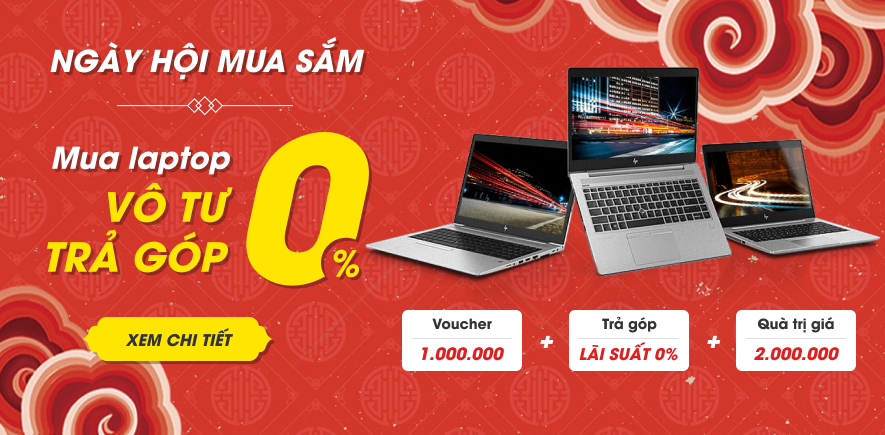 NGÀY HỘI MUA SẮM
Mua laptop
VÔ TƯ
TRẢ GÓP
0%
XEM CHI TIẾT
Voucher
1.000.000
+
Trả góp
LÃI SUẤT 0%
+
Quà trị giá
2.000.000